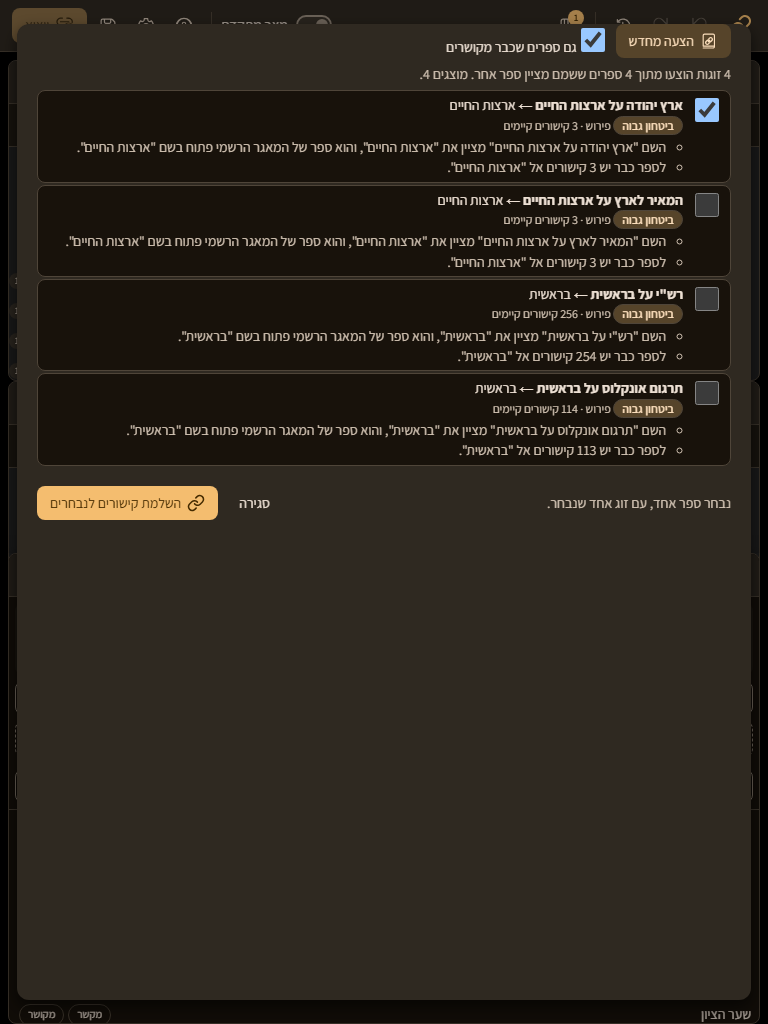 1
הצעה מחדש
גם ספרים שכבר מקושרים
4 זוגות הוצעו מתוך 4 ספרים ששמם מציין ספר אחר. מוצגים 4.
ארץ יהודה על ארצות החיים ← ארצות החיים
ביטחון גבוה פירוש · 3 קישורים קיימים
השם "ארץ יהודה על ארצות החיים" מציין את "ארצות החיים", והוא ספר של המאגר הרשמי פתוח בשם "ארצות החיים".
לספר כבר יש 3 קישורים אל "ארצות החיים".
המאיר לארץ על ארצות החיים ← ארצות החיים
ביטחון גבוה פירוש · 3 קישורים קיימים
השם "המאיר לארץ על ארצות החיים" מציין את "ארצות החיים", והוא ספר של המאגר הרשמי פתוח בשם "ארצות החיים".
לספר כבר יש 3 קישורים אל "ארצות החיים".
רש"י על בראשית ← בראשית
ביטחון גבוה פירוש · 256 קישורים קיימים
השם "רש"י על בראשית" מציין את "בראשית", והוא ספר של המאגר הרשמי פתוח בשם "בראשית".
לספר כבר יש 254 קישורים אל "בראשית".
תרגום אונקלוס על בראשית ← בראשית
ביטחון גבוה פירוש · 114 קישורים קיימים
השם "תרגום אונקלוס על בראשית" מציין את "בראשית", והוא ספר של המאגר הרשמי פתוח בשם "בראשית".
לספר כבר יש 113 קישורים אל "בראשית".
נבחר ספר אחד, עם זוג אחד שנבחר.
סגירה
השלמת קישורים לנבחרים
שער הציון
מקשר
מקושר